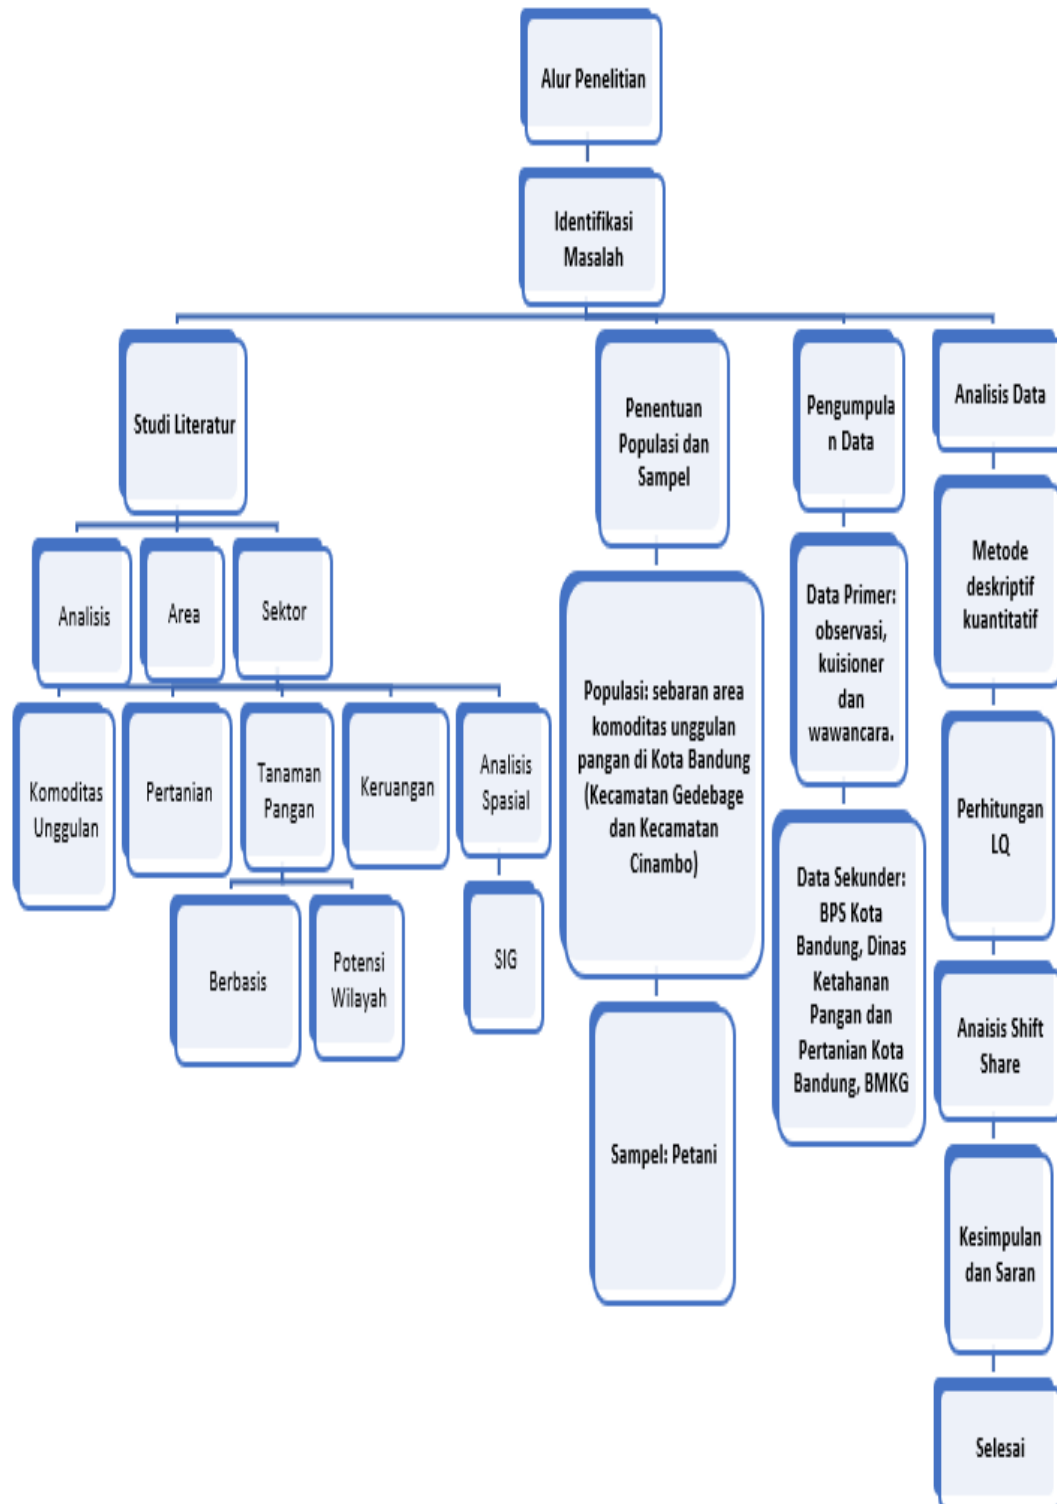 Alur Penelitian
Identifikasi
Masalah
Studi Literatur
Analisis
Area
Sektor
Komoditas
Unggulan
Pertanian
Tanaman
Pangan
Keruangan
Analisis
Spasial
Berbasis
Potensi
Wilayah
SIG
Penentuan
Populasi dan
Sampel
Populasi: sebaran area
komoditas unggulan
pangan di Kota Bandung
(Kecamatan Gedebage
dan Kecamatan
Cinambo)
Sampel: Petani
Pengumpula
n Data
Data Primer:
observasi,
kuisioner
dan
wawancara.
Data Sekunder:
BPS Kota
Bandung, Dinas
Ketahanan
Pangan dan
Pertanian Kota
Bandung, BMKG
Analisis Data
Metode
deskriptif
kuantitatif
Perhitungan
LQ
Anaisis Shift
Share
Kesimpulan
dan Saran
Selesai